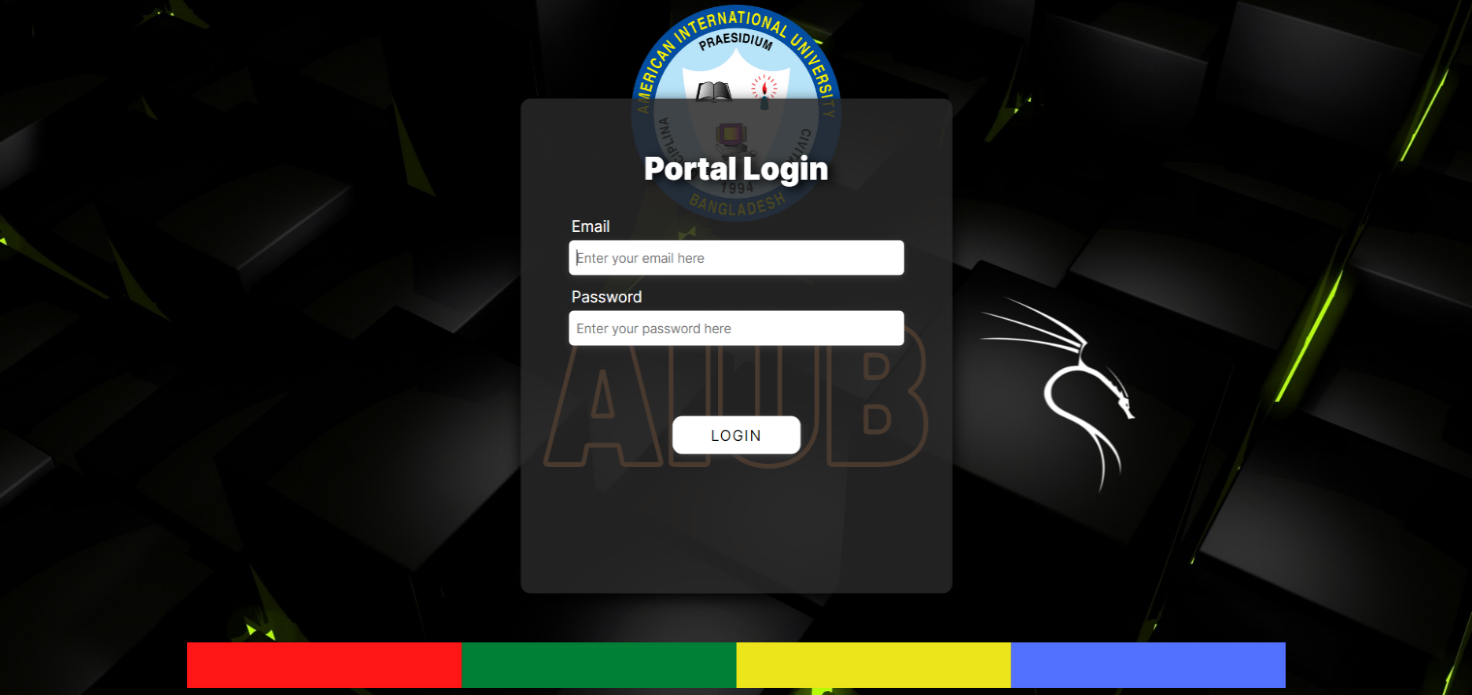 AMERICAN INTERNATIONAL UNIVERSITY
PRAESIDIUM
Portal Login
1994
BANGLADESH
Email
Enter your email here
Password
Enter your password here
AIUB
LOGIN